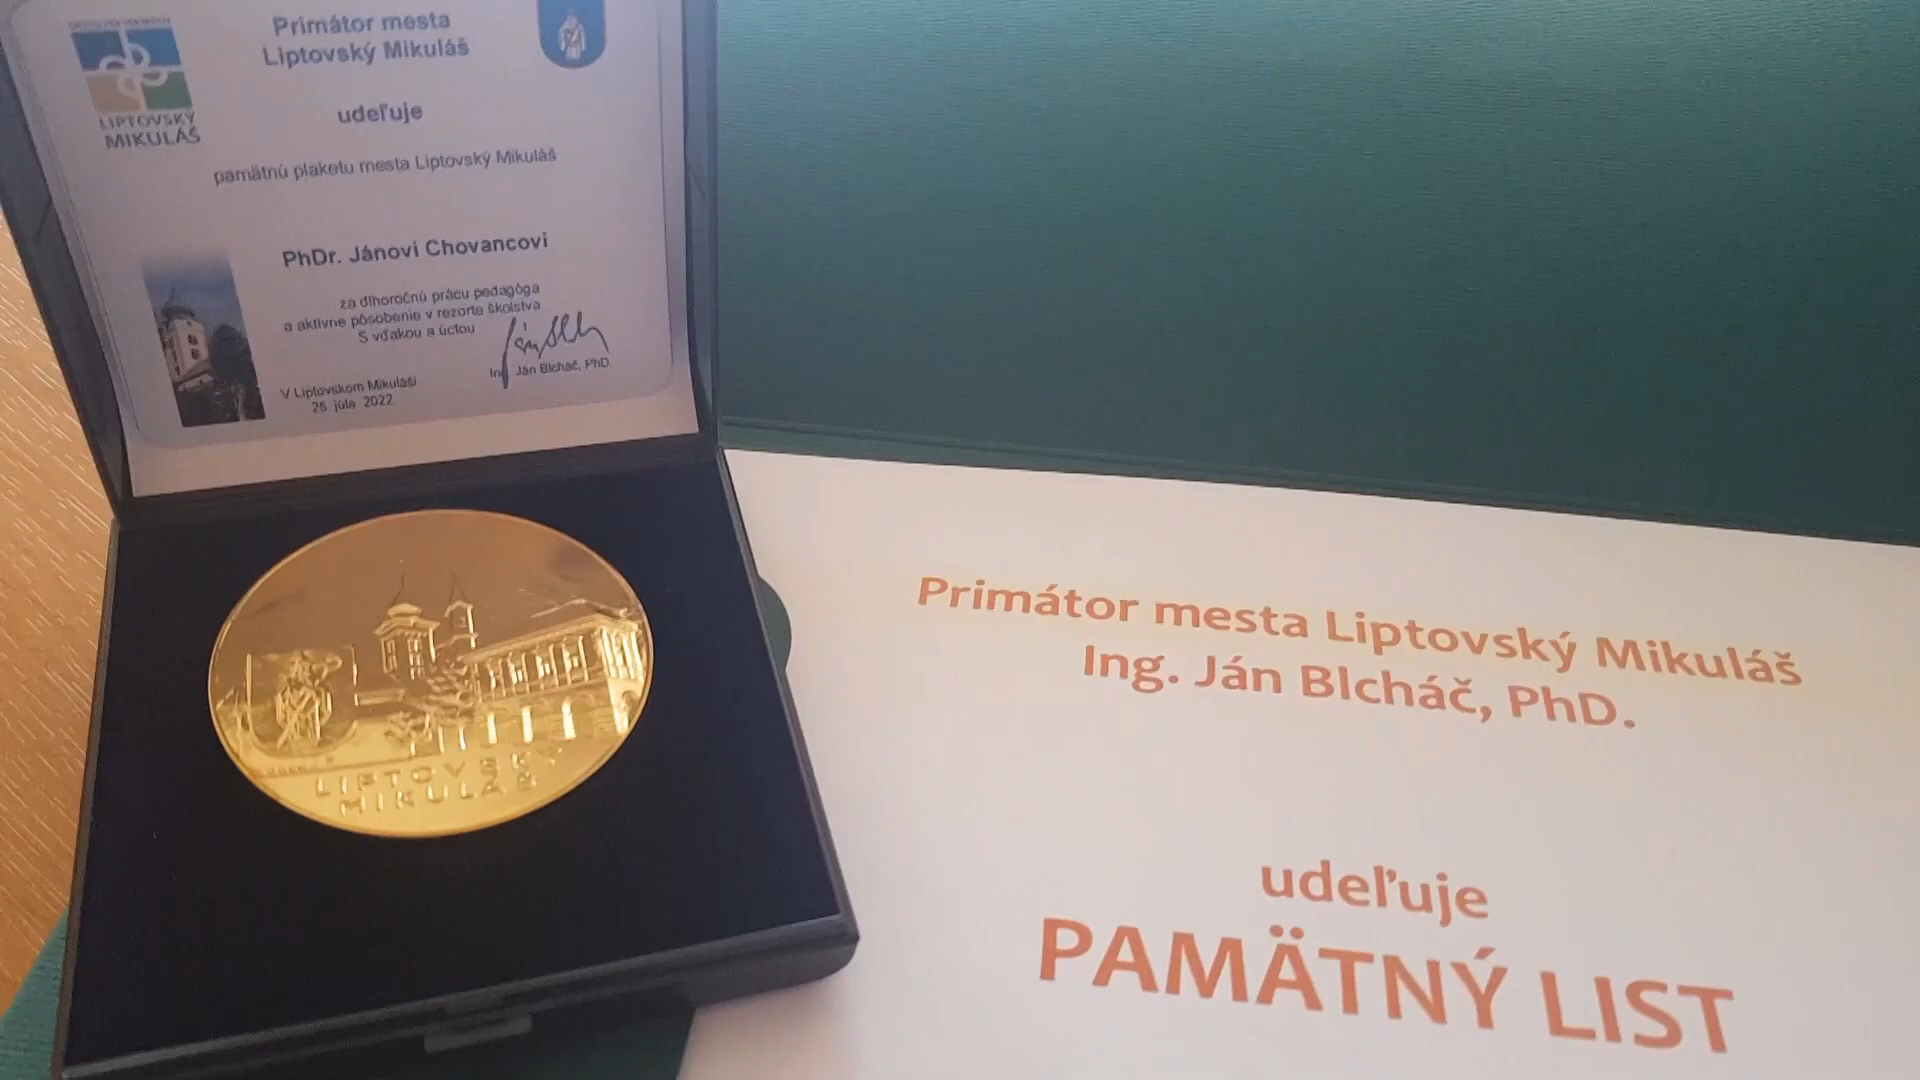 LIPTOVSKÝ
MIKULÁŠ
Primátor mesta
Liptovský Mikuláš
udeľuje
pamätnú plaketu mesta Liptovský Mikuláš
PhDr. Jánovi Chovancovi
za dlhoročnú prácu pedagóga
a aktívne pôsobenie v rezorte školstva
S vďakou a úctou
Ing. Ján Blcháč, PhD.
V Liptovskom Mikuláši
25. júla 2022
LIPTOVSKÝ
MIKULÁŠ
Primátor mesta Liptovský Mikuláš
Ing. Ján Blcháč, PhD.
udeľuje
PAMÄTNÝ LIST